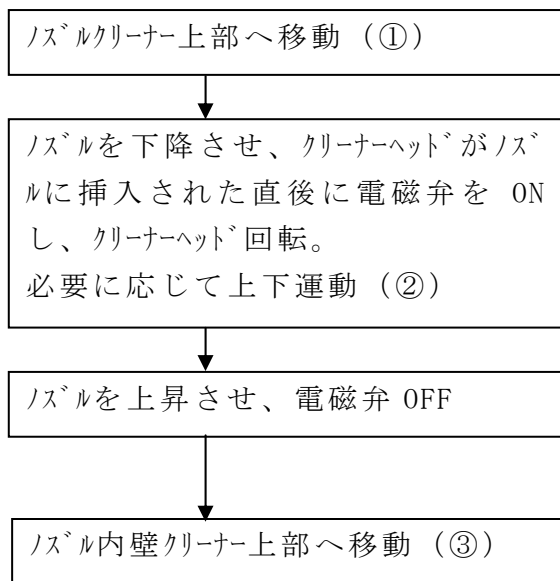 ﾉｽﾞﾙｸﾘｰﾅｰ上部へ移動（①）
ﾉｽﾞﾙを下降させ、ｸﾘｰﾅｰﾍｯﾄﾞがﾉｽﾞ
ﾙに挿入された直後に電磁弁を ON
し、ｸﾘｰﾅｰﾍｯﾄﾞ回転。
必要に応じて上下運動（②）
ﾉｽﾞﾙを上昇させ、電磁弁 OFF
ﾉｽﾞﾙ内壁ｸﾘｰﾅｰ上部へ移動（③）